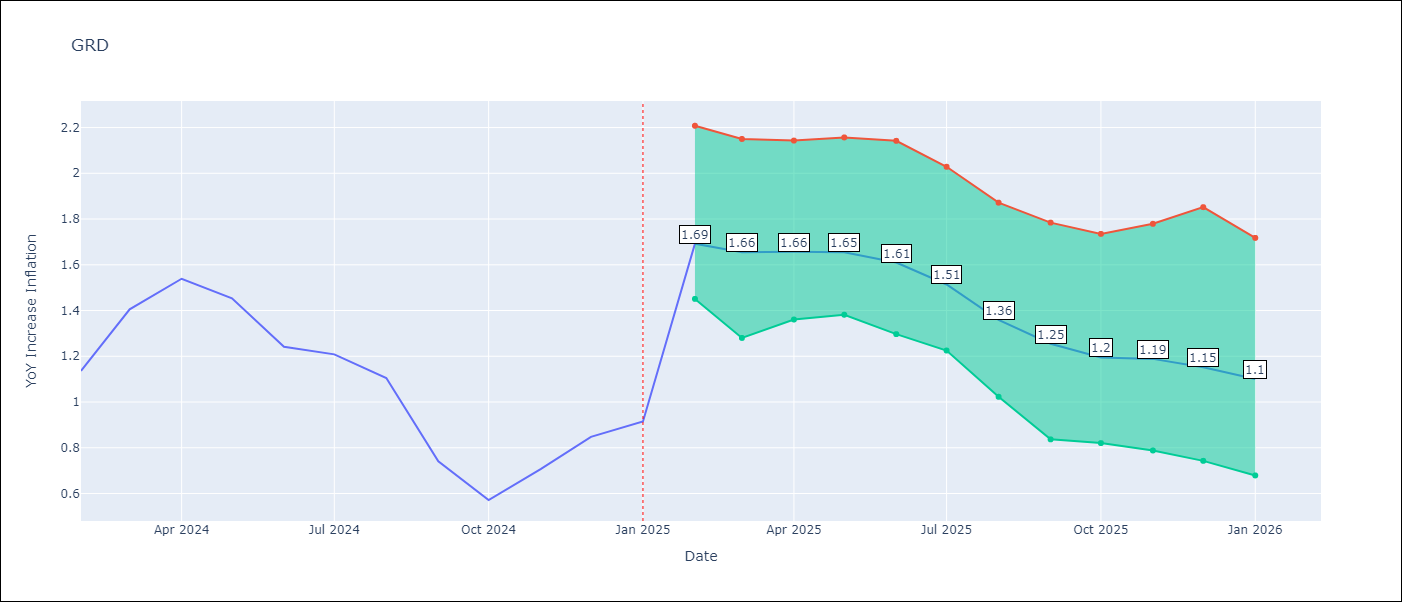 GRD
2.2
2
1.8
1.6
1.4
1.2
1
0.8
0.6
YoY Increase Inflation
1.69
1.66
1.66
1.65
1.61
1.51
1.36
1.25
1.2
1.19
1.15
1.1
Apr 2024
Jul 2024
Oct 2024
Jan 2025
Apr 2025
Jul 2025
Oct 2025
Jan 2026
Date